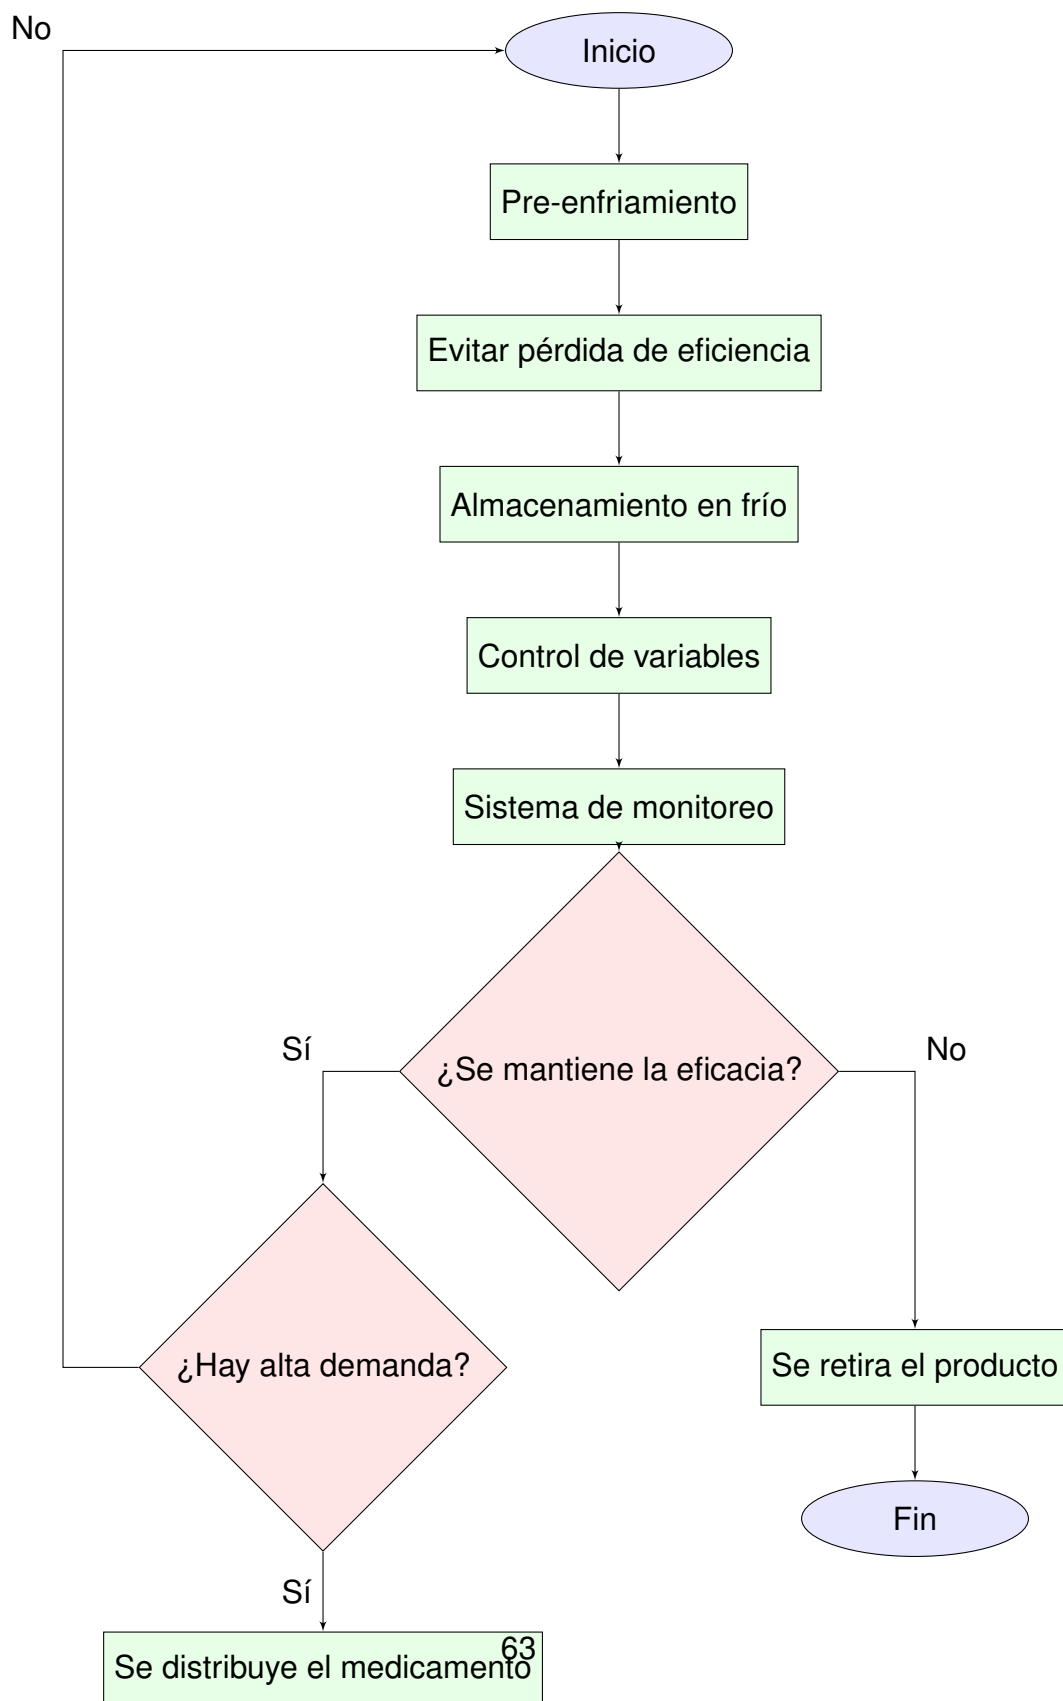 No
Inicio
Pre-enfriamiento
Evitar pérdida de eficiencia
Almacenamiento en frío
Control de variables
Sistema de monitoreo
Sí
¿Se mantiene la eficacia?
No
¿Hay alta demanda?
Se retira el producto
Fin
Sí
63
Se distribuye el medicamento